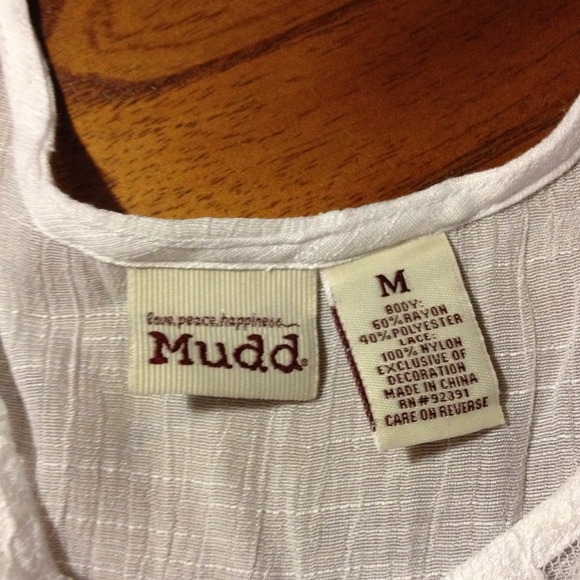 love, peace, happiness
Mudd®
M
BODY:
60% RAYON
40% POLYESTER
LACE:
100% NYLON
EXCLUSIVE OF
DECORATION
MADE IN CHINA
RN# 92391
CARE ON REVERSE